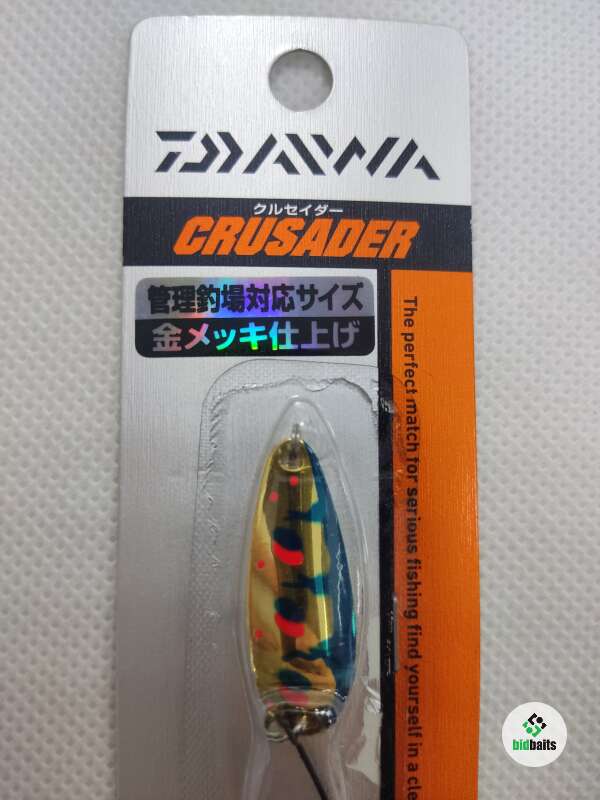 DAIWA
クルセイダー
CRUSADER
管理釣場対応サイズ
金メッキ仕上げ
The perfect match for serious fishing find yourself in a cle
bidbaits